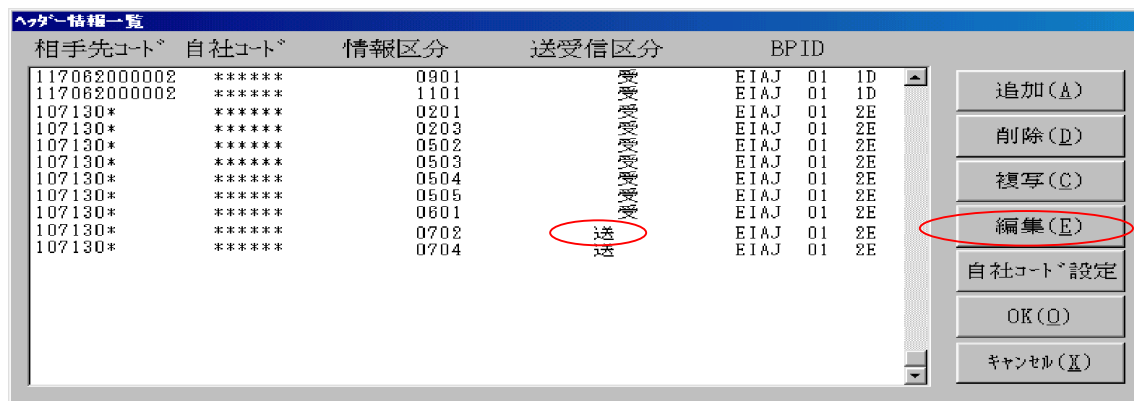 ヘッダー情報一覧
相手先コード 自社コード 情報区分 送受信区分 BPID
117062000002 ****** 0901 受 EIAJ 01 1D
117062000002 ****** 1101 受 EIAJ 01 1D
107130* ****** 0201 受 EIAJ 01 2E
107130* ****** 0203 受 EIAJ 01 2E
107130* ****** 0502 受 EIAJ 01 2E
107130* ****** 0503 受 EIAJ 01 2E
107130* ****** 0504 受 EIAJ 01 2E
107130* ****** 0505 受 EIAJ 01 2E
107130* ****** 0601 受 EIAJ 01 2E
107130* ****** 0702 送 EIAJ 01 2E
107130* ****** 0704 送 EIAJ 01 2E
追加(A)
削除(D)
複写(C)
編集(E)
自社コード設定
OK(O)
キャンセル(X)